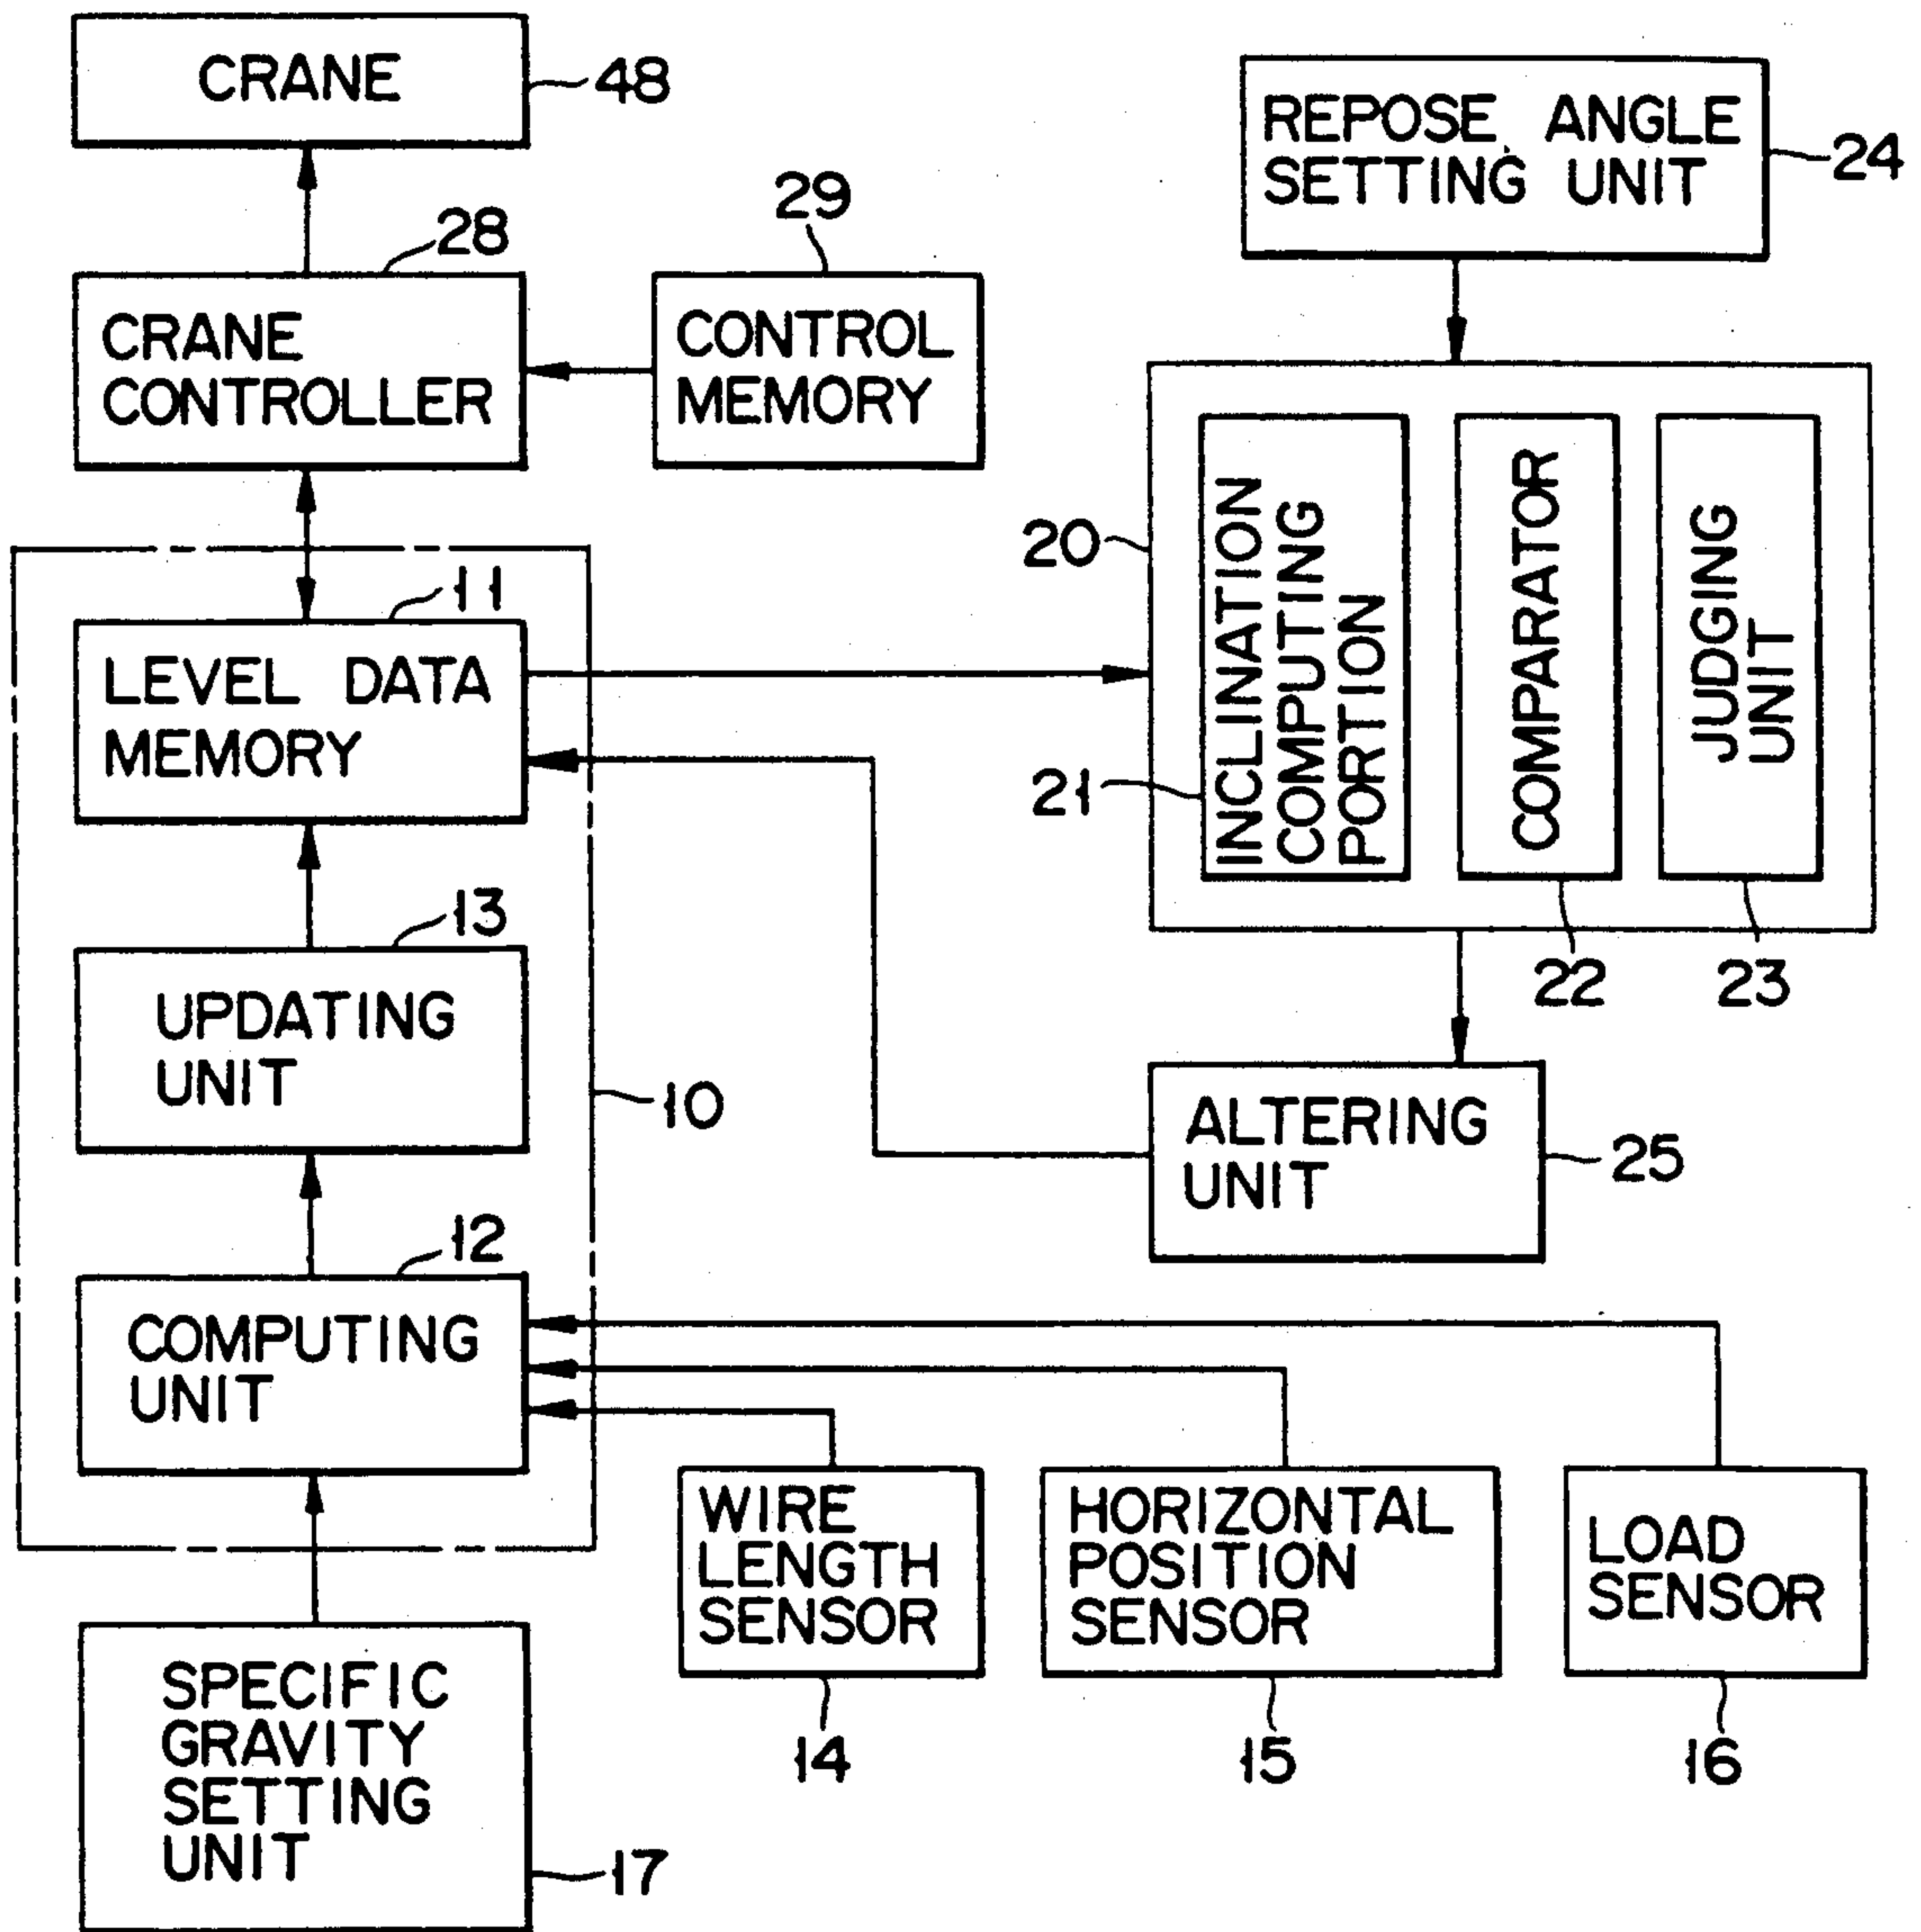 CRANE
48
REPOSE ANGLE
SETTING UNIT
24
28
29
CRANE
CONTROLLER
CONTROL
MEMORY
20
INCLINATION
COMPUTING
PORTION
COMPARATOR
JUDGING
UNIT
21
22
23
11
LEVEL DATA
MEMORY
13
UPDATING
UNIT
10
ALTERING
UNIT
25
12
COMPUTING
UNIT
WIRE
LENGTH
SENSOR
HORIZONTAL
POSITION
SENSOR
LOAD
SENSOR
14
15
16
SPECIFIC
GRAVITY
SETTING
UNIT
17